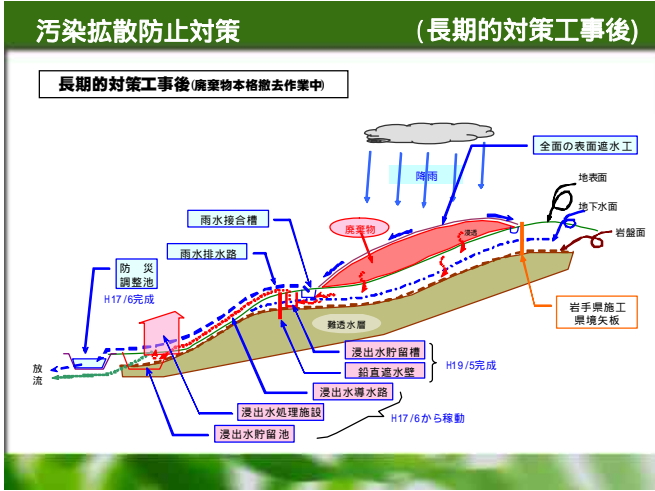 汚染拡散防止対策
(長期的対策工事後)
長期的対策工事後(廃棄物本格撤去作業中)
全面の表面遮水工
降雨
地表面
地下水面
岩盤面
雨水接合槽
廃棄物
浸透
雨水排水路
防 災
調整池
H17/6完成
岩手県施工
県境矢板
難透水層
浸出水貯留槽
鉛直遮水壁
H19/5完成
放
流
浸出水導水路
浸出水処理施設
H17/6から稼動
浸出水貯留池